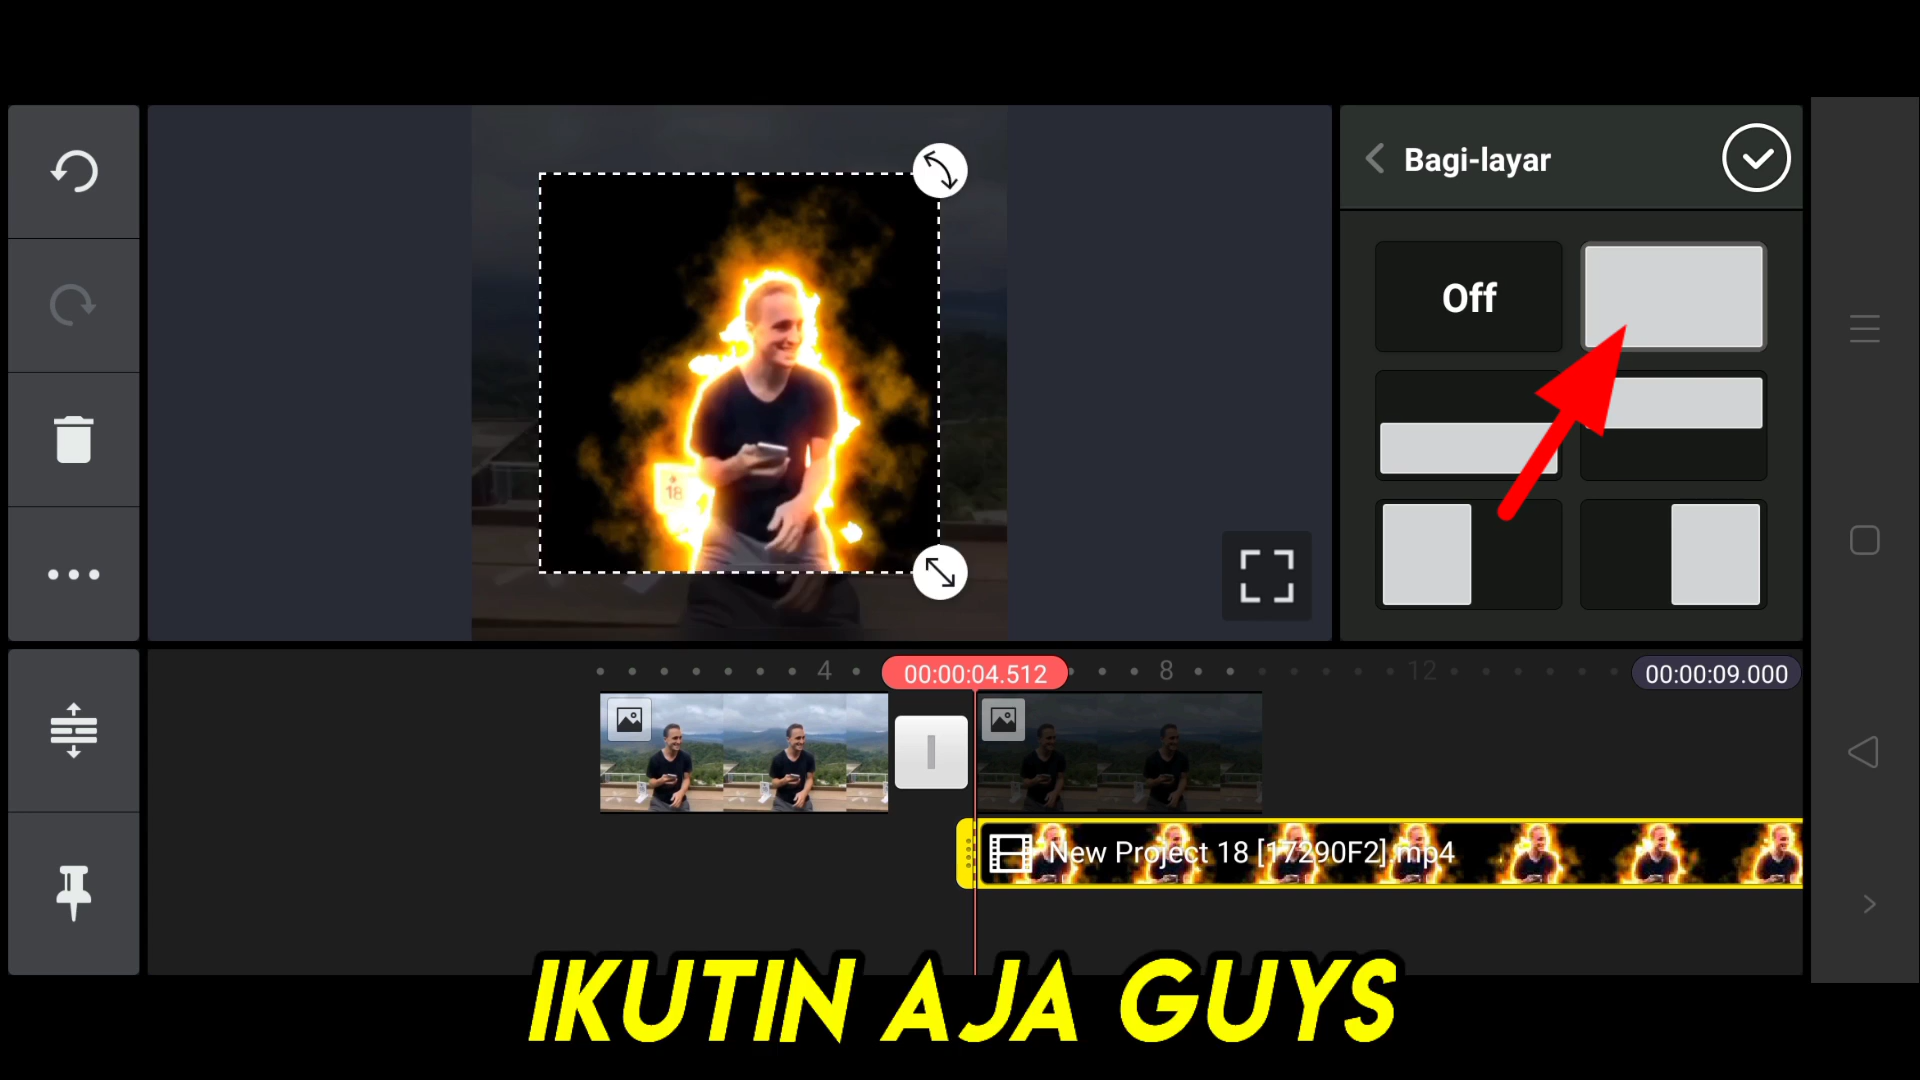 Bagi-layar
Off
18
4
00:00:04.512
8
12
00:00:09.000
New Project 18 [17290F2].mp4
IKUTIN AJA GUYS